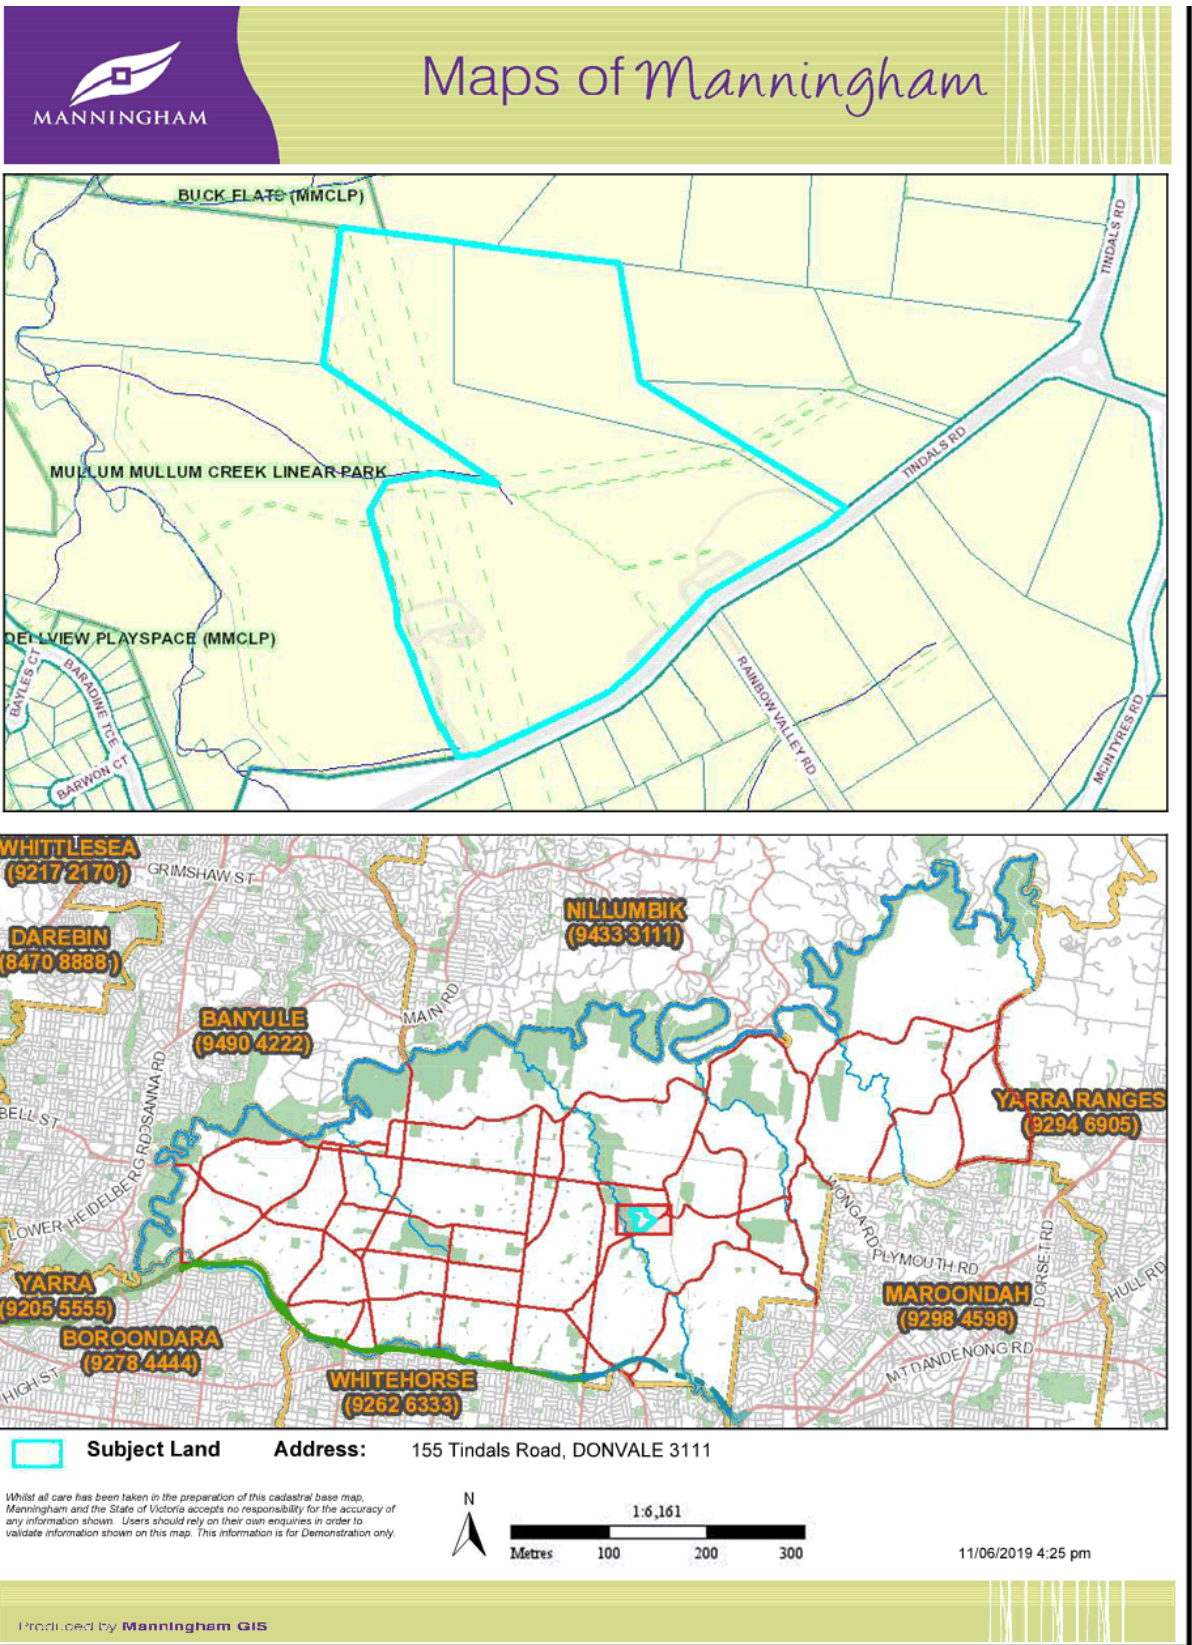 Maps of Manningham
MANNINGHAM
BUCK FLATS (MMCLP)
TINDALS RD
TINDALS RD
MULLUM MULLUM CREEK LINEAR PARK
DELLVIEW PLAYSPACE (MMCLP)
BAYLES CT
BARADINE TCE
BARWON CT
RAINBOW VALLEY RD
MCINTYRES RD
WHITTLESEA
(9217 2170 )
GRIMSHAW ST
DAREBIN
(8470 8888 )
NILLUMBIK
(9433 3111)
BANYULE
(9490 4222)
MAIN RD
BELL ST
ROSANNA RD
LOWER HEIDELBERG RD
YARRA RANGES
(9294 6905)
WONGA RD
PLYMOUTH RD
DORSET RD
HULL RD
YARRA
(9205 5555)
MAROONDAH
(9298 4598)
BOROONDARA
(9278 4444)
MT DANDENONG RD
HIGH ST
WHITEHORSE
(9262 6333)
Subject Land Address: 155 Tindals Road, DONVALE 3111
Whilst all care has been taken in the preparation of this cadastral base map,
Manningham and the State of Victoria accepts no responsibility for the accuracy of
any information shown. Users should rely on their own enquiries in order to
validate information shown on this map. This information is for Demonstration only.
N
1:6,161
Metres 100 200 300
11/06/2019 4:25 pm
Produced by Manningham GIS